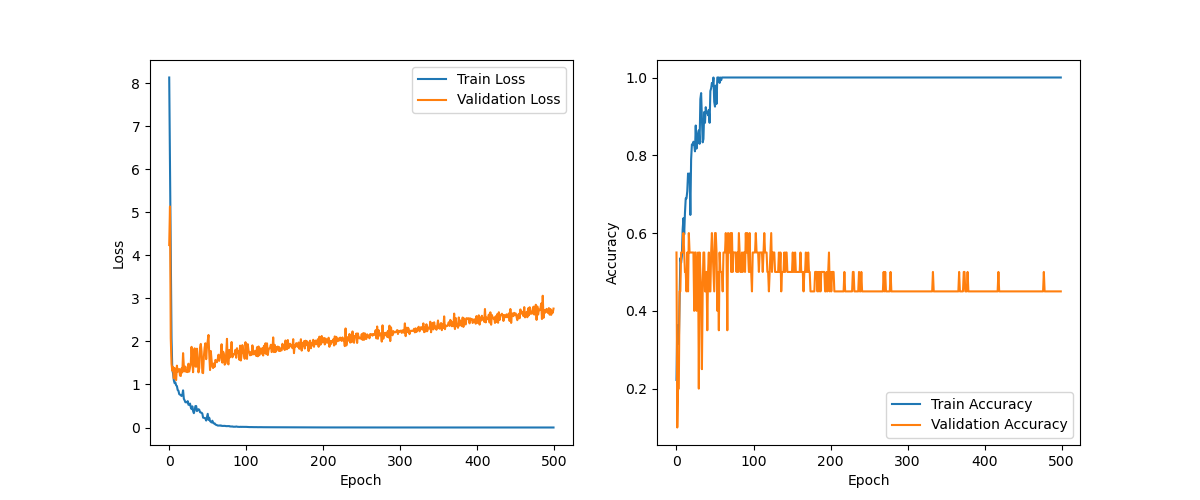 8
7
6
5
4
3
2
1
0
Loss
0 100 200 300 400 500
Epoch
Train Loss
Validation Loss
1.0
0.8
0.6
0.4
0.2
Accuracy
0 100 200 300 400 500
Epoch
Train Accuracy
Validation Accuracy